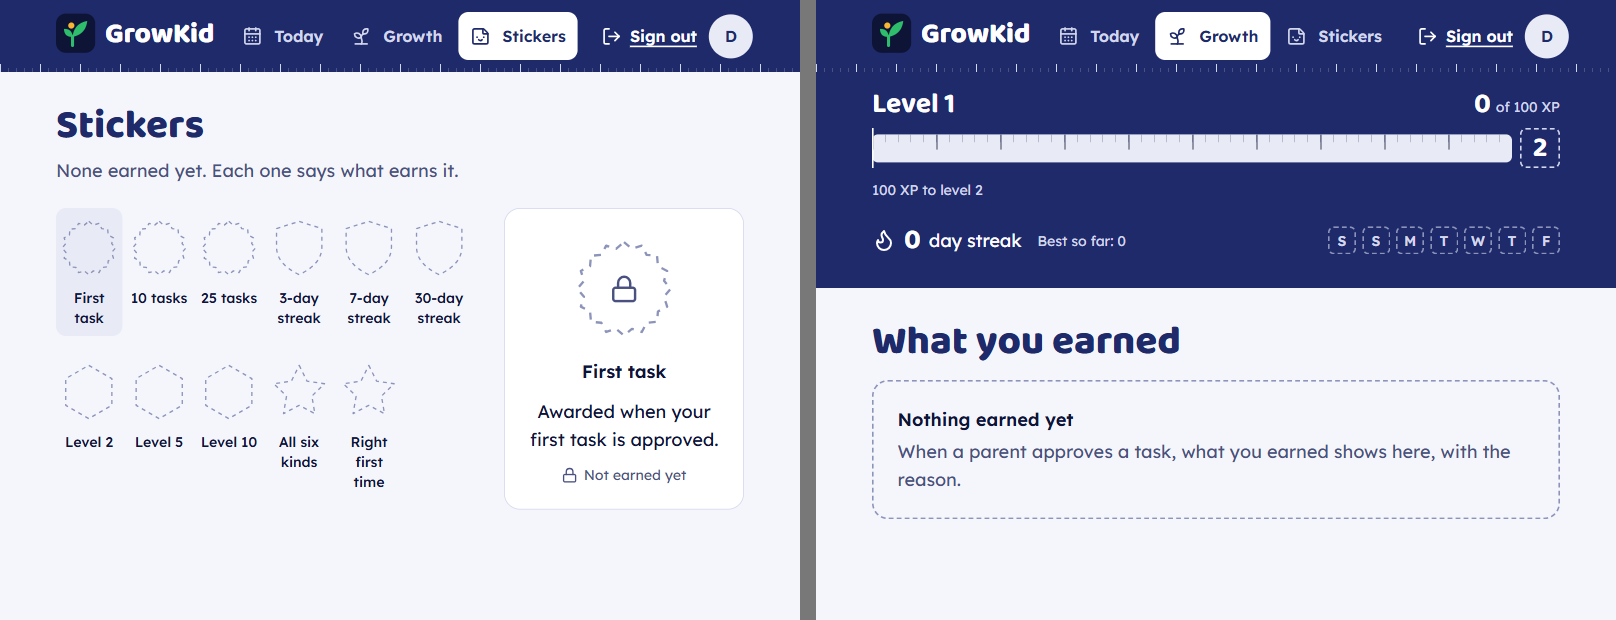 GrowKid Today Growth Stickers Sign out D
Stickers
None earned yet. Each one says what earns it.
First task
10 tasks
25 tasks
3-day streak
7-day streak
30-day streak
Level 2
Level 5
Level 10
All six kinds
Right first time
First task
Awarded when your
first task is approved.
Not earned yet
GrowKid Today Growth Stickers Sign out D
Level 1
0 of 100 XP
2
100 XP to level 2
0 day streak Best so far: 0
S S M T W T F
What you earned
Nothing earned yet
When a parent approves a task, what you earned shows here, with the
reason.